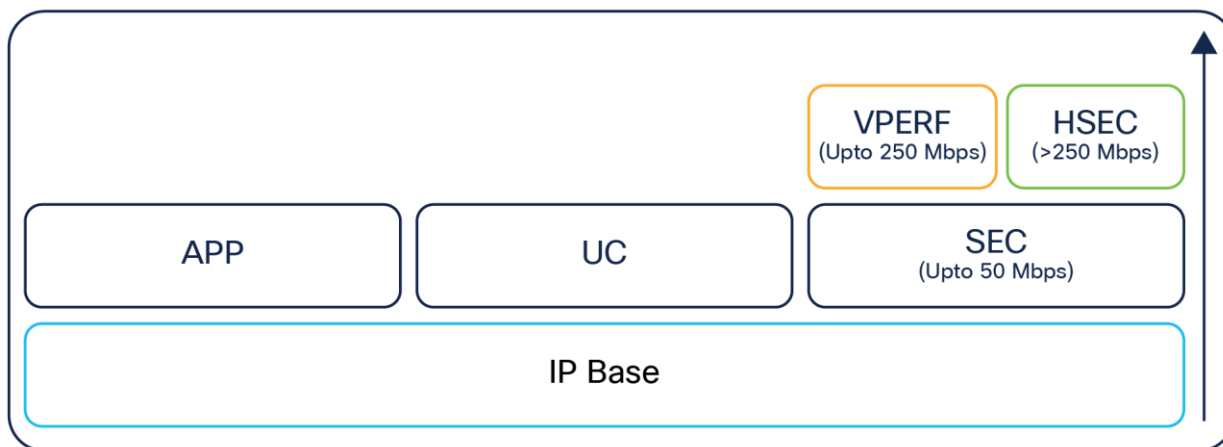 VPERF
(Upto 250 Mbps)
HSEC
(>250 Mbps)
APP
UC
SEC
(Upto 50 Mbps)
IP Base